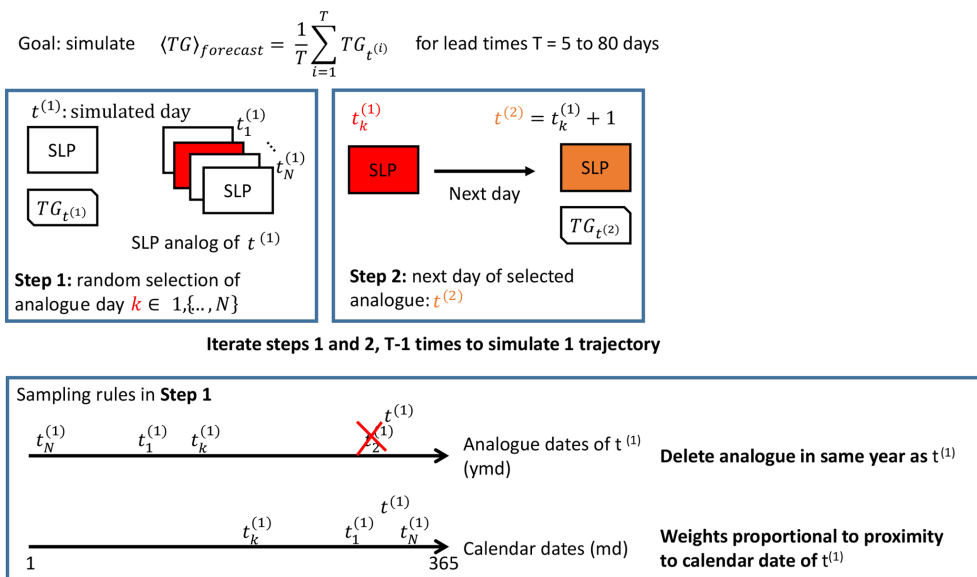 Goal: simulate ⟨TG⟩_{forecast} = \frac{1}{T} \sum_{i=1}^{T} TG_{t^{(i)}} for lead times T = 5 to 80 days
t^{(1)}: simulated day
SLP
TG_{t^{(1)}}
t_1^{(1)}
⋱
t_N^{(1)}
SLP
SLP analog of t^{(1)}
Step 1: random selection of
analogue day k ∈ 1,{.., N}
t_k^{(1)}
t^{(2)} = t_k^{(1)} + 1
SLP
Next day
SLP
TG_{t^{(2)}}
Step 2: next day of selected
analogue: t^{(2)}
Iterate steps 1 and 2, T-1 times to simulate 1 trajectory
Sampling rules in Step 1
t^{(1)}
t_N^{(1)} t_1^{(1)} t_k^{(1)} t_2^{(1)}
Analogue dates of t^{(1)}
(ymd)
Delete analogue in same year as t^{(1)}
t^{(1)}
t_k^{(1)} t_1^{(1)} t_N^{(1)}
1 365
Calendar dates (md)
Weights proportional to proximity
to calendar date of t^{(1)}